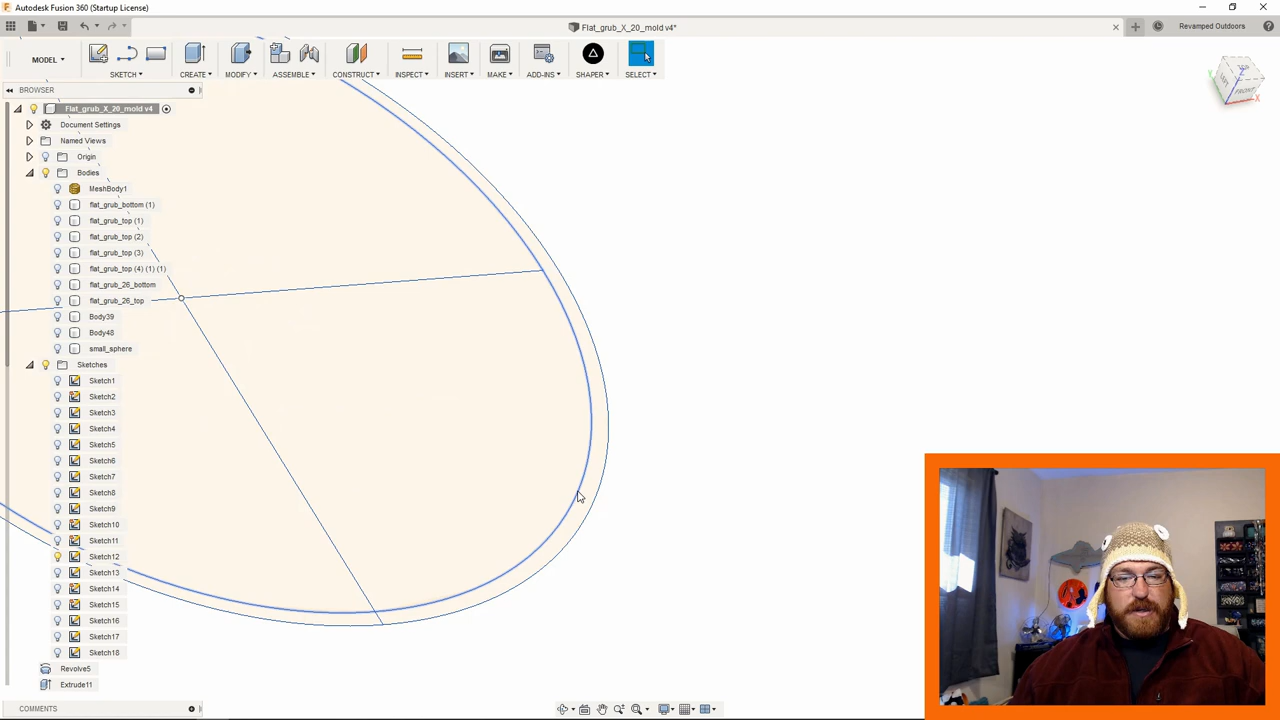 Autodesk Fusion 360 (Startup License)
Flat_grub_X_20_mold v4*
Revamped Outdoors
MODEL
SKETCH
CREATE
MODIFY
ASSEMBLE
CONSTRUCT
INSPECT
INSERT
MAKE
ADD-INS
SHAPER
SELECT
BROWSER
LEFT
FRONT
X
Y
Z
Flat_grub_X_20_mold v4
Document Settings
Named Views
Origin
Bodies
MeshBody1
flat_grub_bottom (1)
flat_grub_top (1)
flat_grub_top (2)
flat_grub_top (3)
flat_grub_top (4) (1) (1)
flat_grub_26_bottom
flat_grub_26_top
Body39
Body48
small_sphere
Sketches
Sketch1
Sketch2
Sketch3
Sketch4
Sketch5
Sketch6
Sketch7
Sketch8
Sketch9
Sketch10
Sketch11
Sketch12
Sketch13
Sketch14
Sketch15
Sketch16
Sketch17
Sketch18
Revolve5
Extrude11
COMMENTS